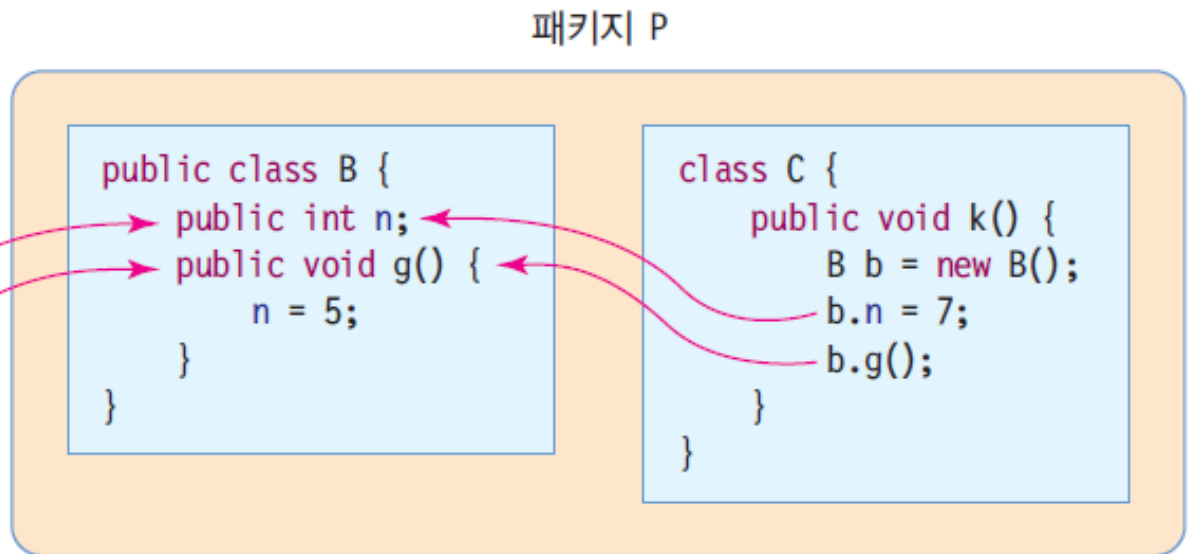 패키지 P
public class B {
    public int n;
    public void g() {
        n = 5;
    }
}
class C {
    public void k() {
        B b = new B();
        b.n = 7;
        b.g();
    }
}